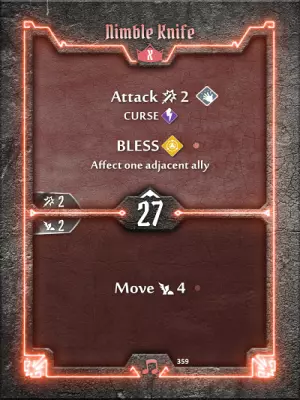 Nimble Knife
X
Attack 2
CURSE
BLESS
Affect one adjacent ally
2
27
2
Move 4
359